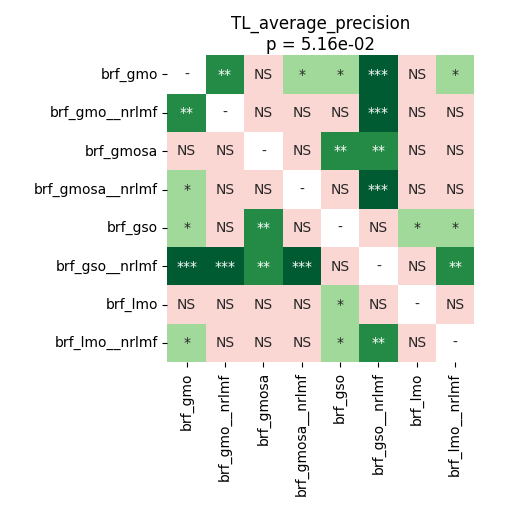 TL_average_precision
p = 5.16e-02
brf_gmo - ** NS * * *** NS *
brf_gmo__nrlmf ** - NS NS NS *** NS NS
brf_gmosa NS NS - NS ** ** NS NS
brf_gmosa__nrlmf * NS NS - NS *** NS NS
brf_gso * NS ** NS - NS * *
brf_gso__nrlmf *** *** ** *** NS - NS **
brf_lmo NS NS NS NS * NS - NS
brf_lmo__nrlmf * NS NS NS * ** NS -
brf_gmo
brf_gmo__nrlmf
brf_gmosa
brf_gmosa__nrlmf
brf_gso
brf_gso__nrlmf
brf_lmo
brf_lmo__nrlmf